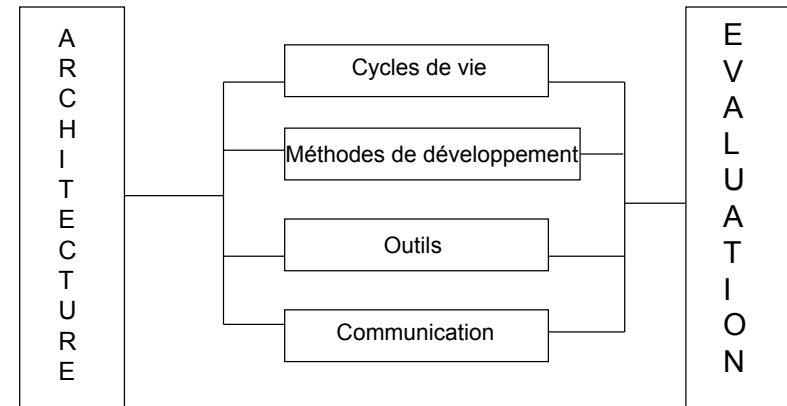 ARCHITECTURE
Cycles de vie
Méthodes de développement
Outils
Communication
EVALUATION